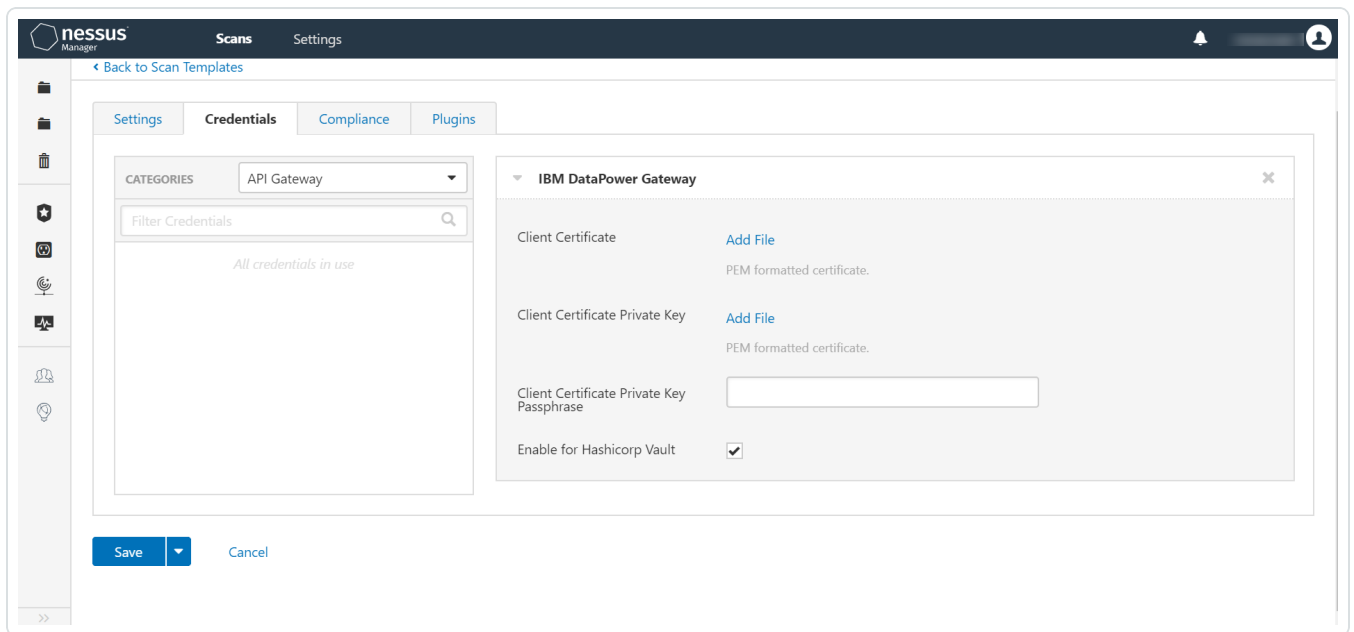 nessus
Manager
Scans
Settings
Back to Scan Templates
Settings
Credentials
Compliance
Plugins
CATEGORIES
API Gateway
Filter Credentials
All credentials in use
IBM DataPower Gateway
Client Certificate
Add File
PEM formatted certificate.
Client Certificate Private Key
Add File
PEM formatted certificate.
Client Certificate Private Key
Passphrase
Enable for Hashicorp Vault
Save
Cancel